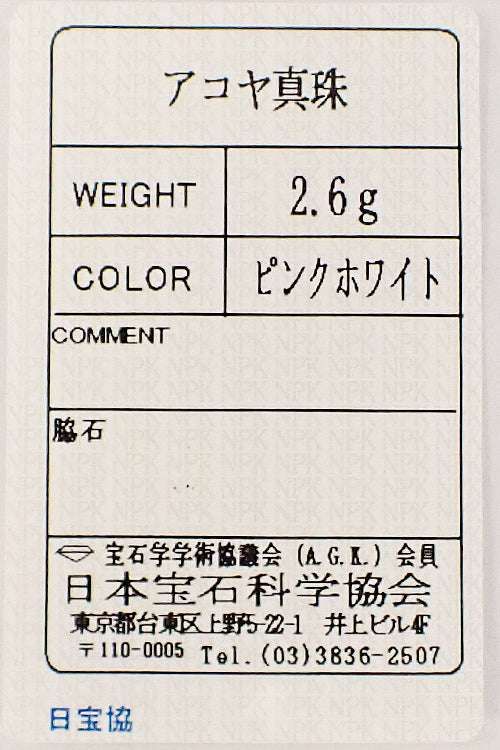 アコヤ真珠
WEIGHT 2.6g
COLOR ピンクホワイト
COMMENT
脇石
宝石学学術協議会 (A.G.K.) 会員
日本宝石科学協会
東京都台東区上野5-22-1 井上ビル4F
〒110-0005 Tel.(03)3836-2507
日宝協